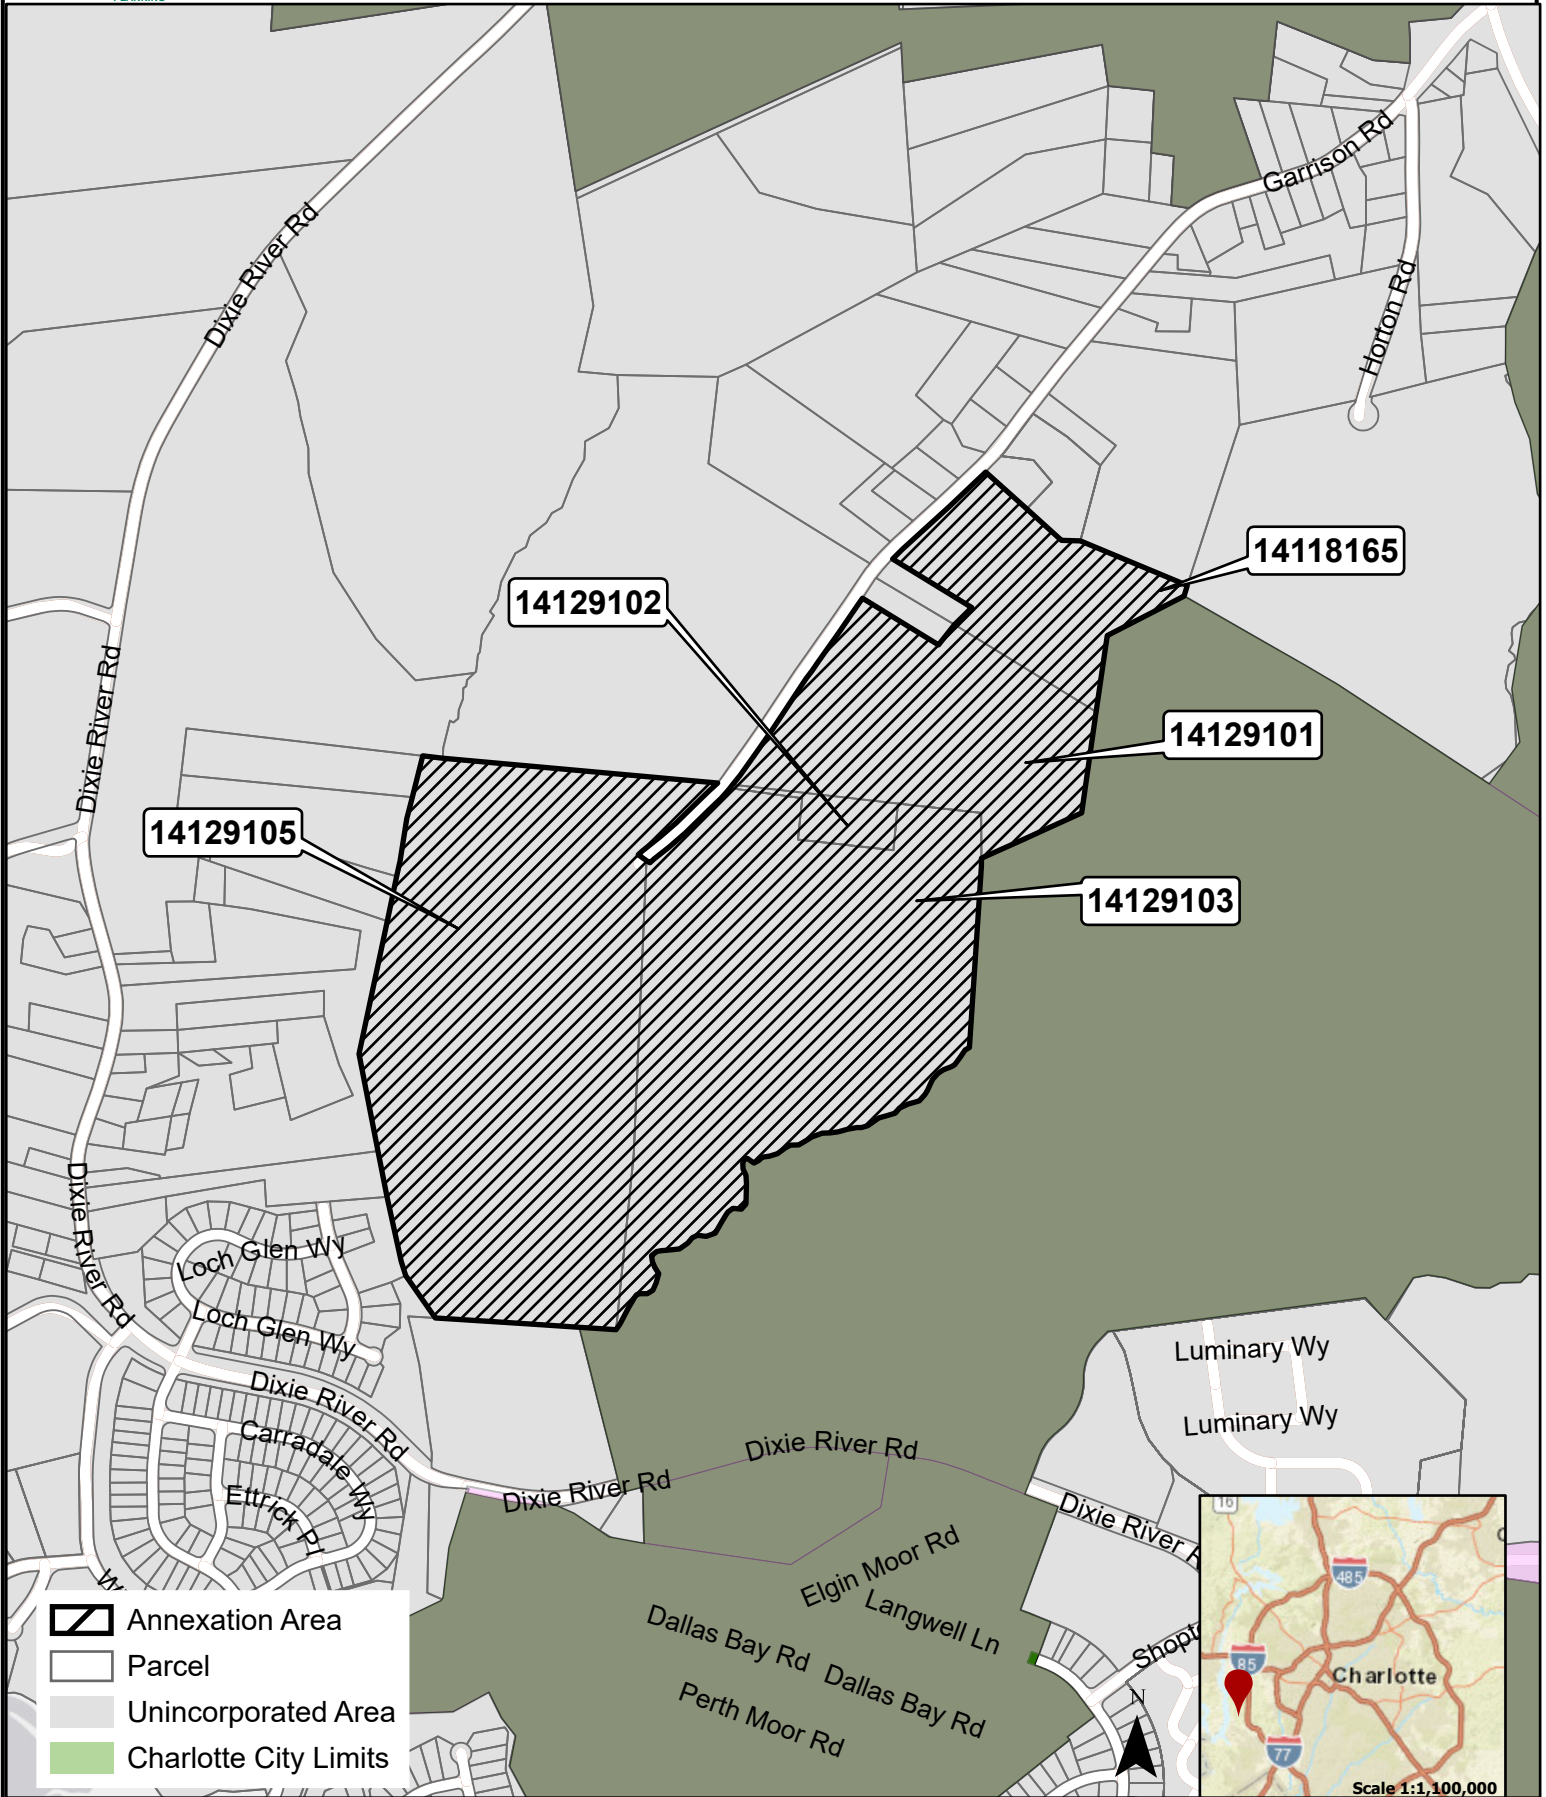 Garrison Rd
Dixie River Rd
Horton Rd
14118165
14129102
Dixie River Rd
14129101
14129105
14129103
Dixie River Rd
Loch Glen Wy
Loch Glen Wy
Luminary Wy
Dixie River Rd
Luminary Wy
Carradale Wy
Dixie River Rd
Dixie River Rd
Ettrick Pl
Dixie River R
Elgin Moor Rd
Langwell Ln
Dallas Bay Rd
Dallas Bay Rd
Perth Moor Rd
Shopto
W
Annexation Area
Parcel
Unincorporated Area
Charlotte City Limits
N
16
485
85
Charlotte
77
Scale 1:1,100,000